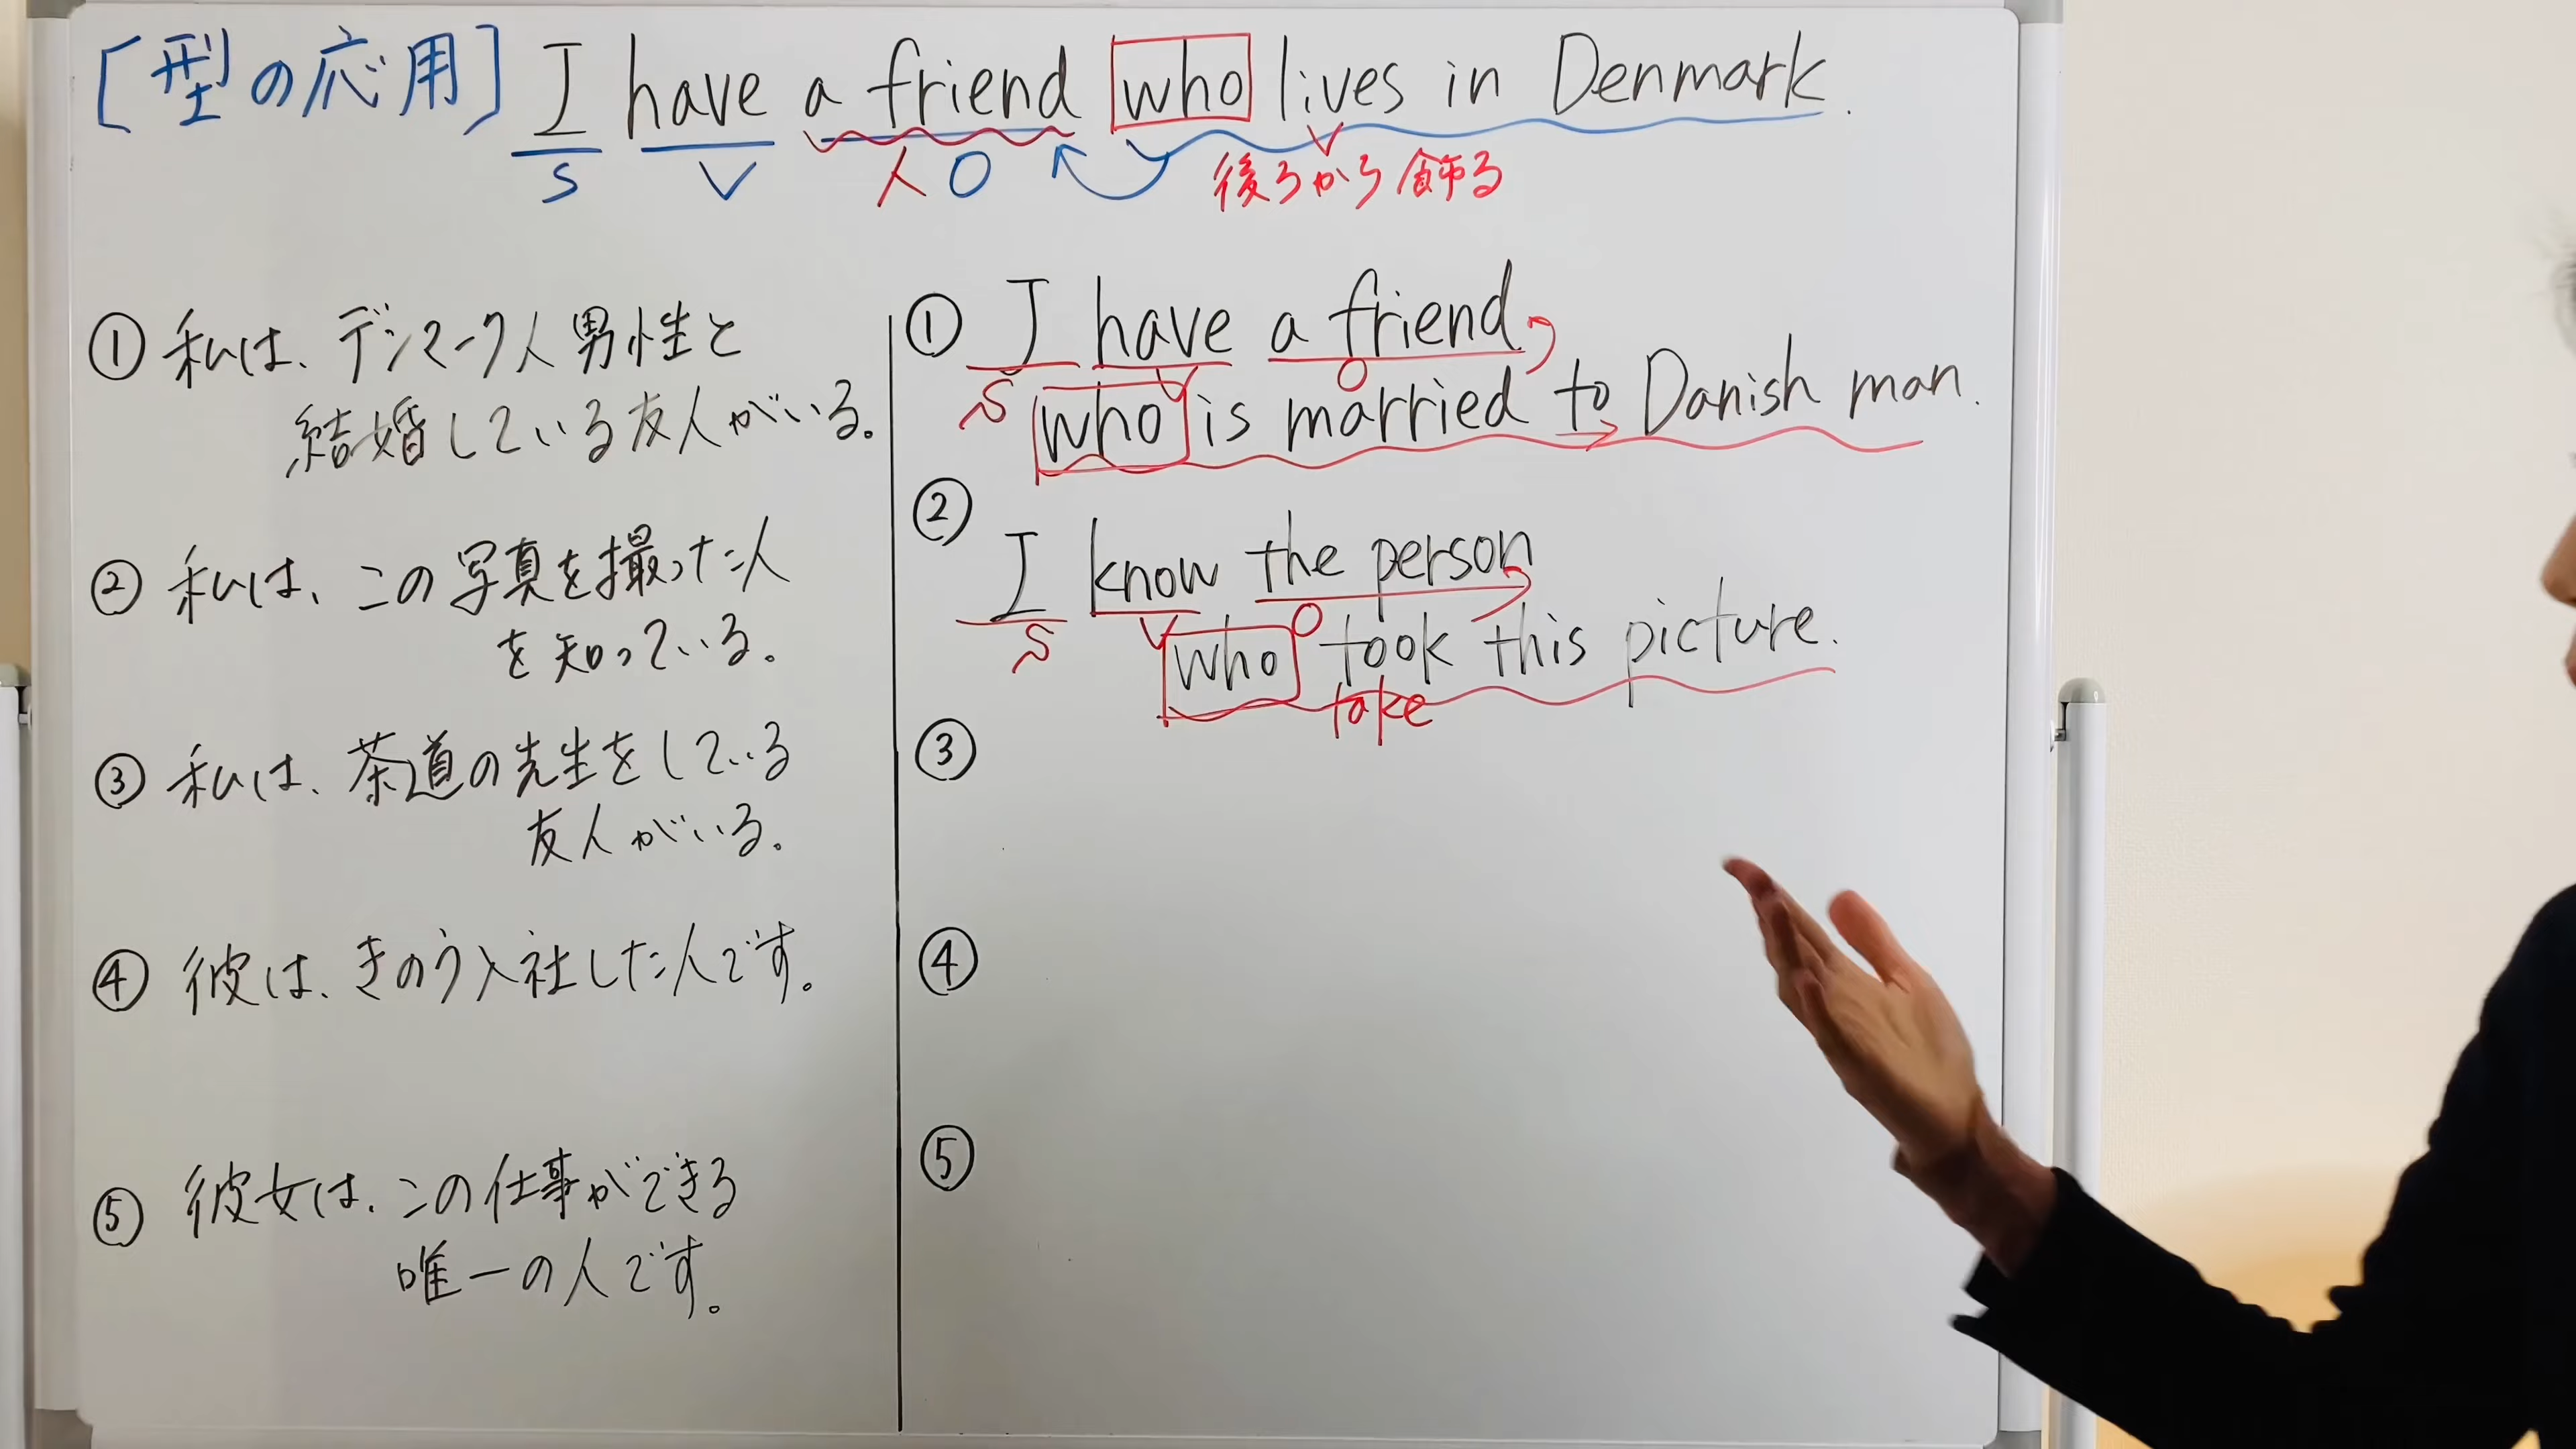 [型の応用] I have a friend who lives in Denmark.
S V 人 O V 後ろから飾る
① 私は、デンマーク人男性と
結婚している友人がいる。
② 私は、この写真を撮った人
を知っている。
③ 私は、茶道の先生をしている
友人がいる。
④ 彼は、きのう入社した人です。
⑤ 彼女は、この仕事ができる
唯一の人です。
① I have a friend
S V O
who is married to Danish man.
② I know the person
S V O
who took this picture.
take
③
④
⑤